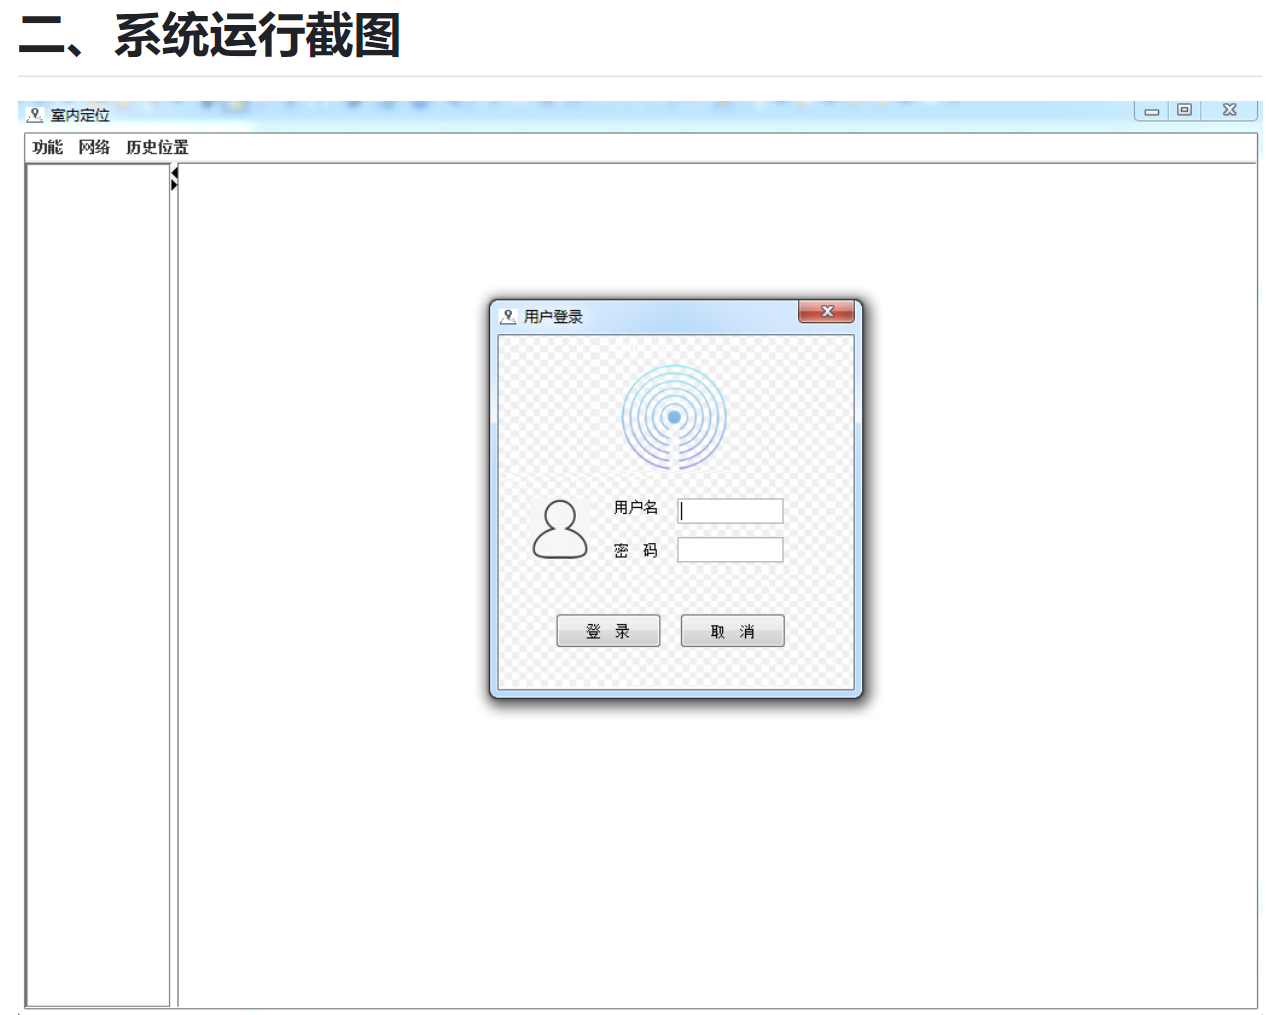 二、系统运行截图
室内定位
功能 网络 历史位置
用户登录
用户名
密 码
登 录 取 消